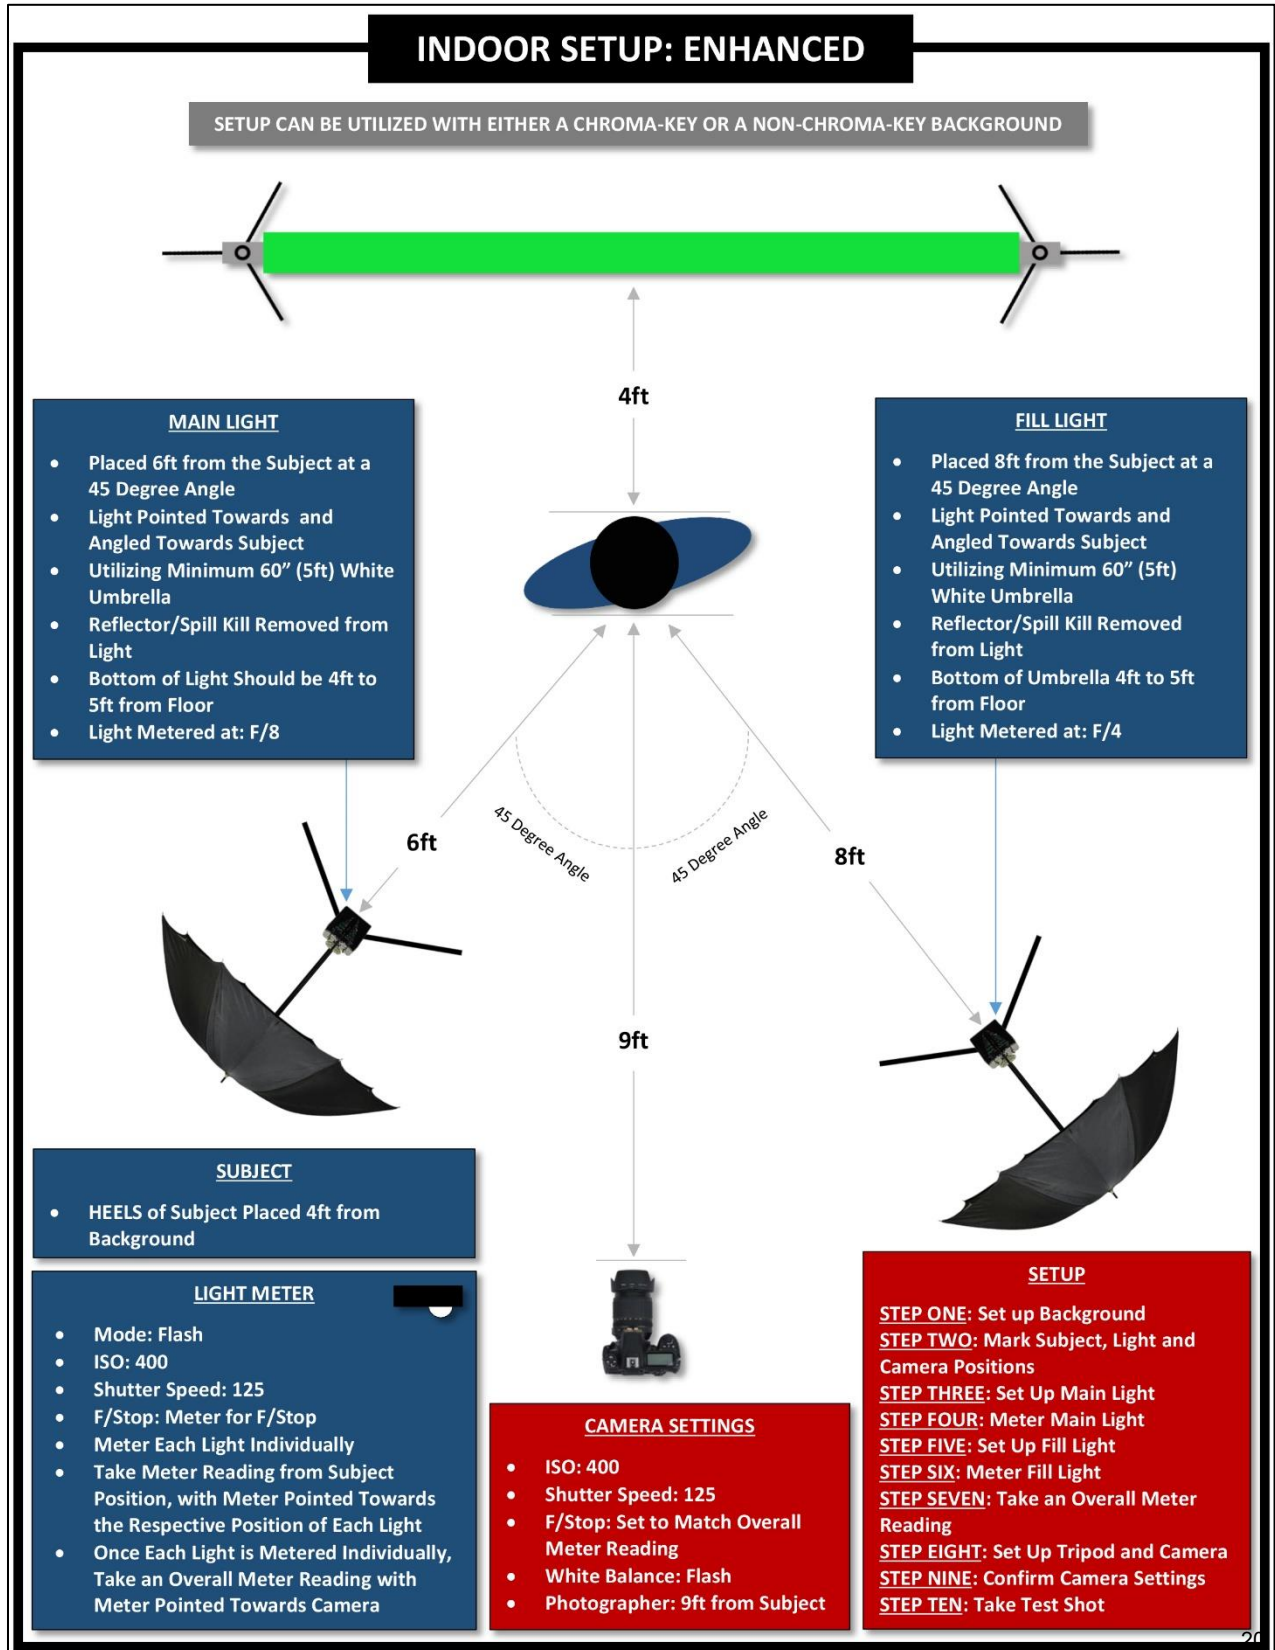 INDOOR SETUP: ENHANCED
SETUP CAN BE UTILIZED WITH EITHER A CHROMA-KEY OR A NON-CHROMA-KEY BACKGROUND
4ft
MAIN LIGHT
• Placed 6ft from the Subject at a
45 Degree Angle
• Light Pointed Towards and
Angled Towards Subject
• Utilizing Minimum 60” (5ft) White
Umbrella
• Reflector/Spill Kill Removed from
Light
• Bottom of Light Should be 4ft to
5ft from Floor
• Light Metered at: F/8
FILL LIGHT
• Placed 8ft from the Subject at a
45 Degree Angle
• Light Pointed Towards and
Angled Towards Subject
• Utilizing Minimum 60” (5ft)
White Umbrella
• Reflector/Spill Kill Removed
from Light
• Bottom of Umbrella 4ft to 5ft
from Floor
• Light Metered at: F/4
6ft
45 Degree Angle
45 Degree Angle
8ft
9ft
SUBJECT
• HEELS of Subject Placed 4ft from
Background
LIGHT METER
• Mode: Flash
• ISO: 400
• Shutter Speed: 125
• F/Stop: Meter for F/Stop
• Meter Each Light Individually
• Take Meter Reading from Subject
Position, with Meter Pointed Towards
the Respective Position of Each Light
• Once Each Light is Metered Individually,
Take an Overall Meter Reading with
Meter Pointed Towards Camera
CAMERA SETTINGS
• ISO: 400
• Shutter Speed: 125
• F/Stop: Set to Match Overall
Meter Reading
• White Balance: Flash
• Photographer: 9ft from Subject
SETUP
STEP ONE: Set up Background
STEP TWO: Mark Subject, Light and
Camera Positions
STEP THREE: Set Up Main Light
STEP FOUR: Meter Main Light
STEP FIVE: Set Up Fill Light
STEP SIX: Meter Fill Light
STEP SEVEN: Take an Overall Meter
Reading
STEP EIGHT: Set Up Tripod and Camera
STEP NINE: Confirm Camera Settings
STEP TEN: Take Test Shot